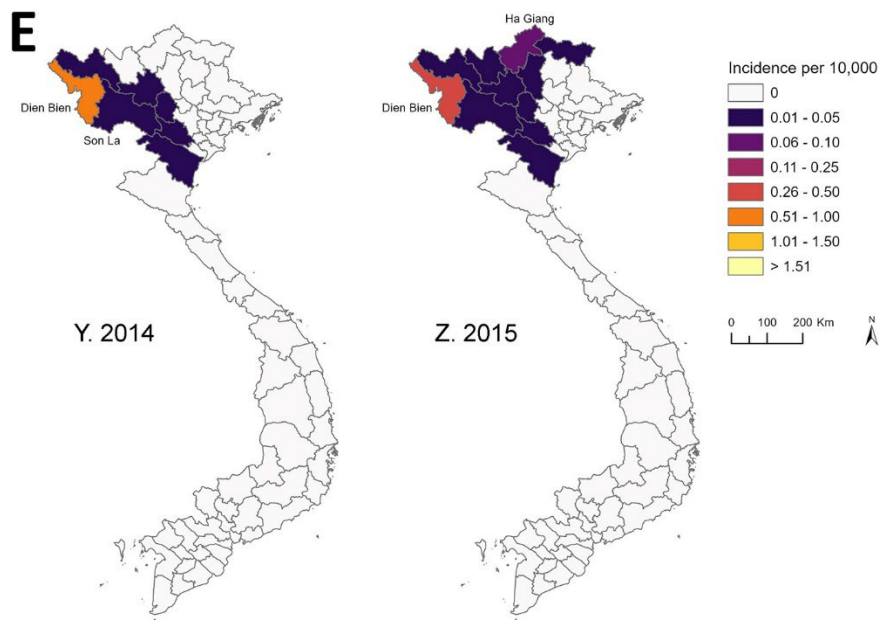 E
Ha Giang
Dien Bien
Son La
Dien Bien
Y. 2014
Z. 2015
Incidence per 10,000
0
0.01 - 0.05
0.06 - 0.10
0.11 - 0.25
0.26 - 0.50
0.51 - 1.00
1.01 - 1.50
> 1.51
0 100 200 Km
N